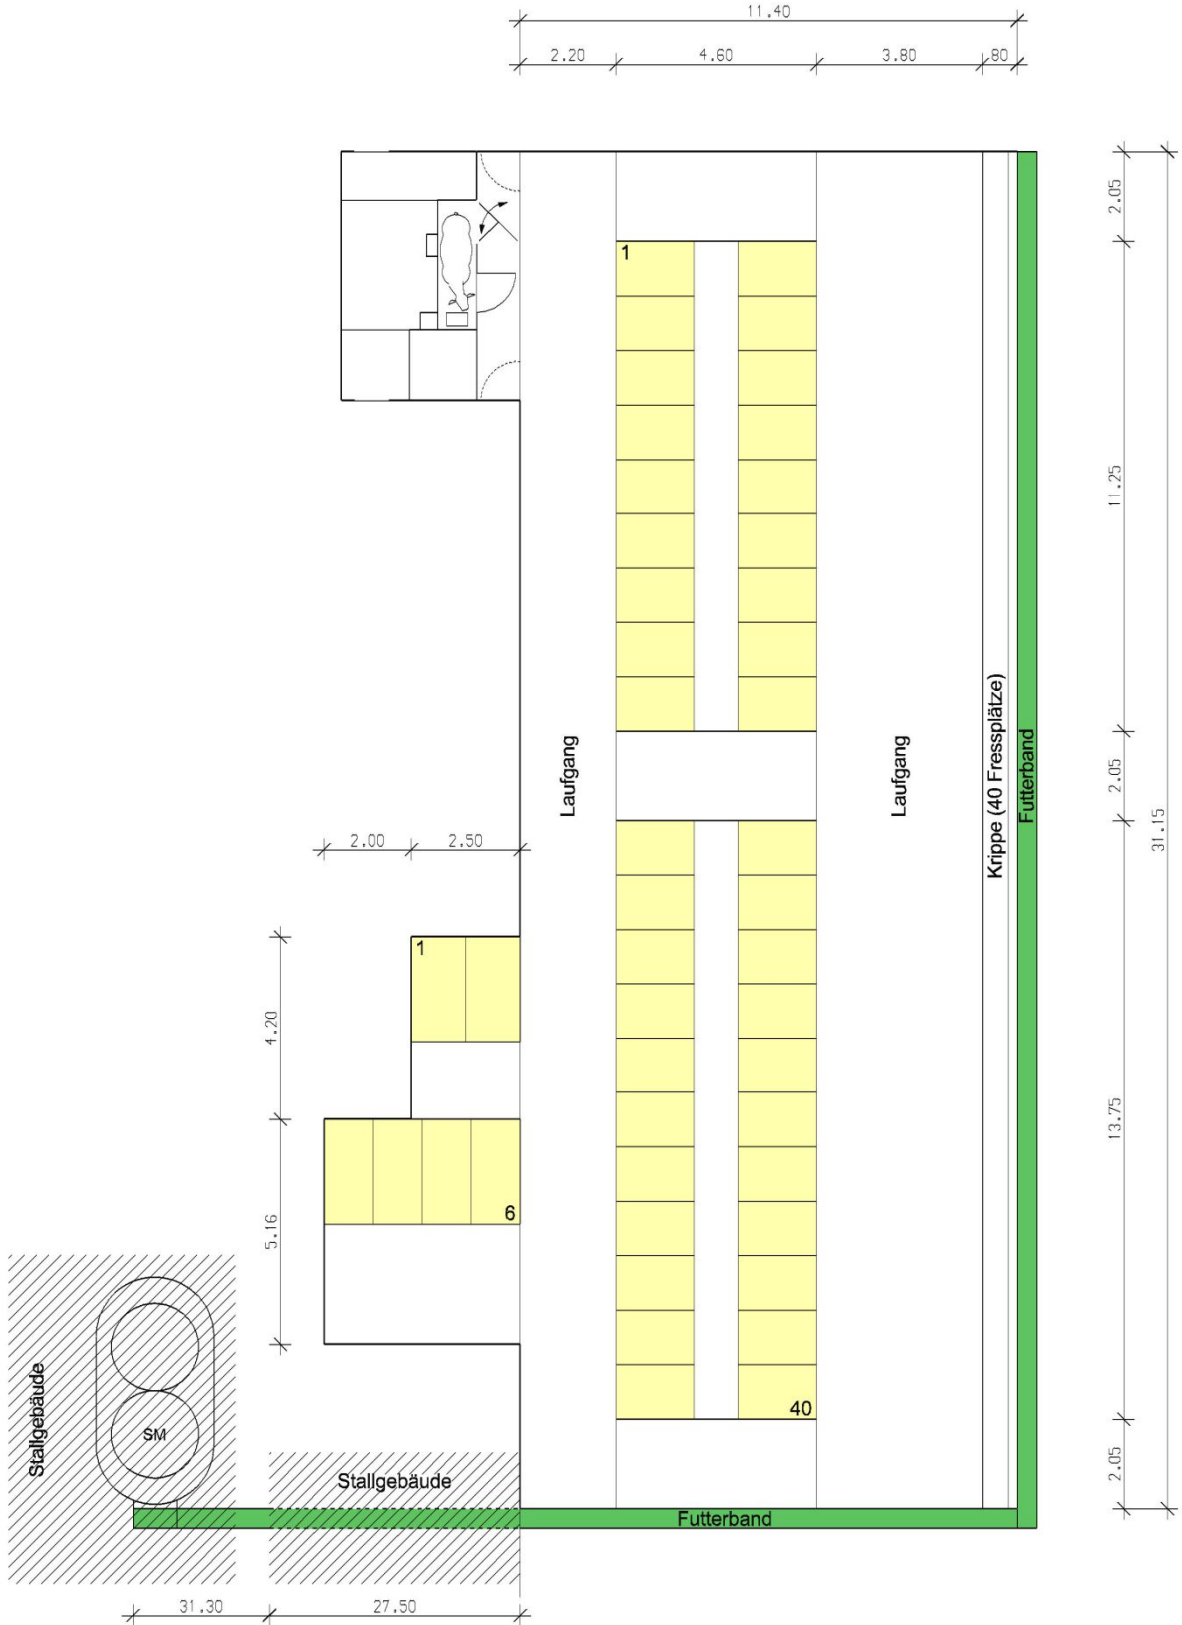 11.40
2.20
4.60
3.80
80
2.05
1
11.25
Laufgang
Laufgang
Krippe (40 Fressplätze)
Futterband
2.05
31.15
2.00
2.50
1
4.20
13.75
6
5.16
40
Stallgebäude
SM
Stallgebäude
2.05
Futterband
31.30
27.50